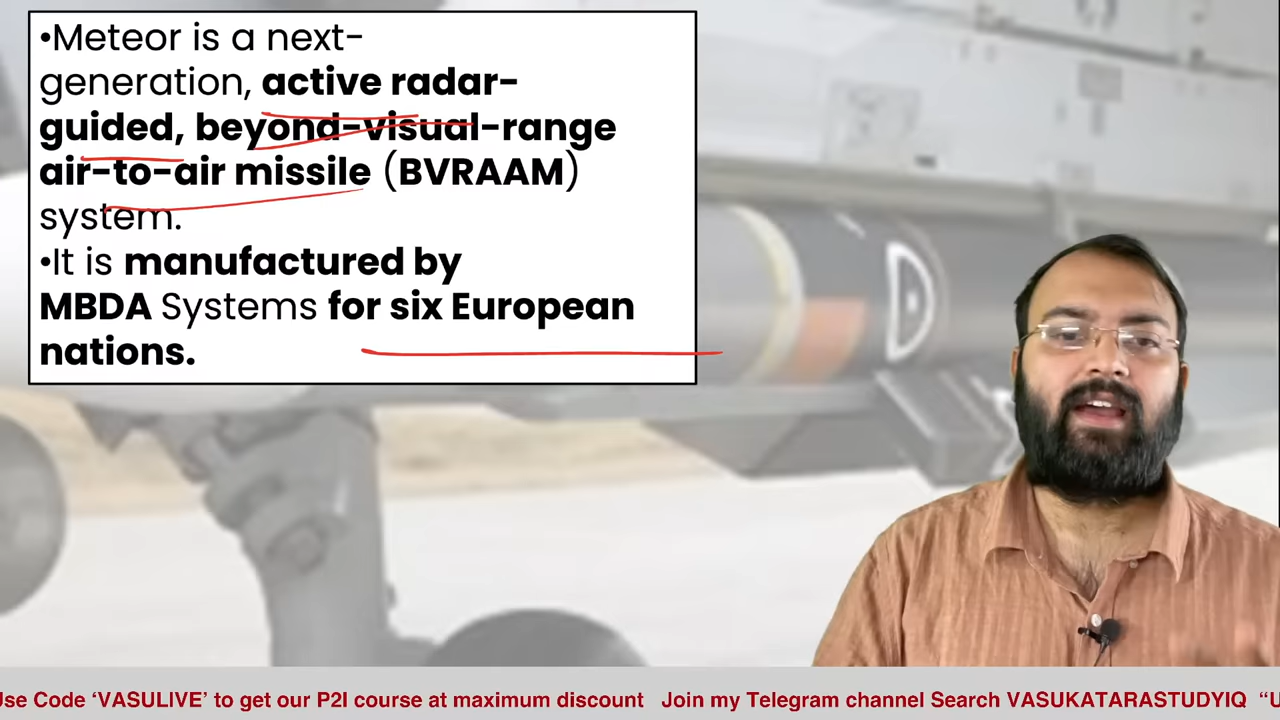 •Meteor is a next-
generation, active radar-
guided, beyond-visual-range
air-to-air missile (BVRAAM)
system.
•It is manufactured by
MBDA Systems for six European
nations.
D
Use Code ‘VASULIVE’ to get our P2I course at maximum discount Join my Telegram channel Search VASUKATARASTUDYIQ “U